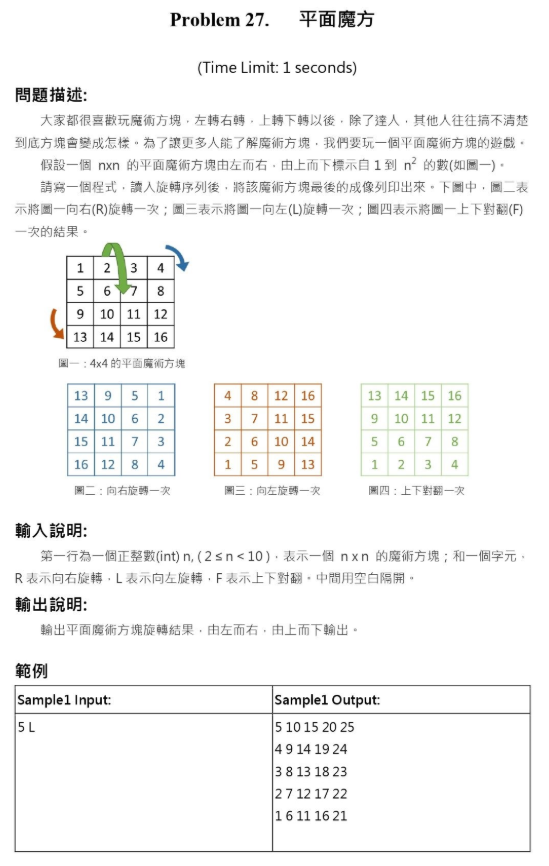 Problem 27. 平面魔方
(Time Limit: 1 seconds)
問題描述:
大家都很喜歡玩魔術方塊，左轉右轉，上轉下轉以後，除了達人，其他人往往搞不清楚
到底方塊會變成怎樣。為了讓更多人能了解魔術方塊，我們要玩一個平面魔術方塊的遊戲。
假設一個 nxn 的平面魔術方塊由左而右，由上而下標示自 1 到 n² 的數(如圖一)。
請寫一個程式，讀入旋轉序列後，將該魔術方塊最後的成像列印出來。下圖中，圖二表
示將圖一向右(R)旋轉一次；圖三表示將圖一向左(L)旋轉一次；圖四表示將圖一上下對翻(F)
一次的結果。
1 2 3 4
5 6 7 8
9 10 11 12
13 14 15 16
圖一：4x4 的平面魔術方塊
13 9 5 1
14 10 6 2
15 11 7 3
16 12 8 4
圖二：向右旋轉一次
4 8 12 16
3 7 11 15
2 6 10 14
1 5 9 13
圖三：向左旋轉一次
13 14 15 16
9 10 11 12
5 6 7 8
1 2 3 4
圖四：上下對翻一次
輸入說明:
第一行為一個正整數(int) n, ( 2 ≤ n < 10 )，表示一個 n x n 的魔術方塊；和一個字元，
R 表示向右旋轉，L 表示向左旋轉，F 表示上下對翻。中間用空白隔開。
輸出說明:
輸出平面魔術方塊旋轉結果，由左而右，由上而下輸出。
範例
Sample1 Input: Sample1 Output:
5 L 5 10 15 20 25
4 9 14 19 24
3 8 13 18 23
2 7 12 17 22
1 6 11 16 21